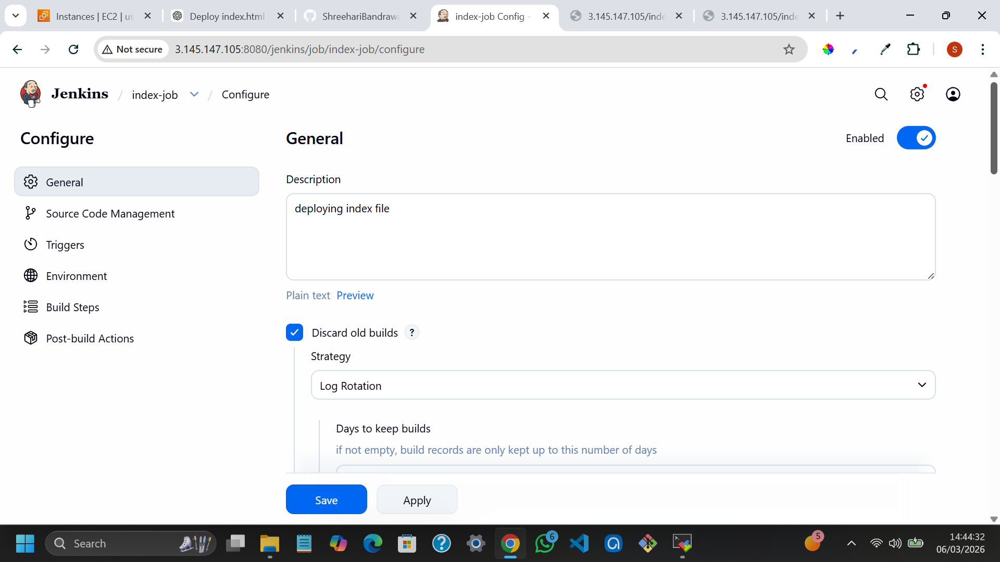 Instances | EC2 | us
Deploy index.html
ShreehariBandrawa
index-job Config -
3.145.147.105/inde
3.145.147.105/inde
Not secure
3.145.147.105:8080/jenkins/job/index-job/configure
S
Jenkins / index-job / Configure
Configure
General
Source Code Management
Triggers
Environment
Build Steps
Post-build Actions
General
Enabled
Description
deploying index file
Plain text Preview
Discard old builds ?
Strategy
Log Rotation
Days to keep builds
if not empty, build records are only kept up to this number of days
Save
Apply
Search
6
5
14:44:32
06/03/2026